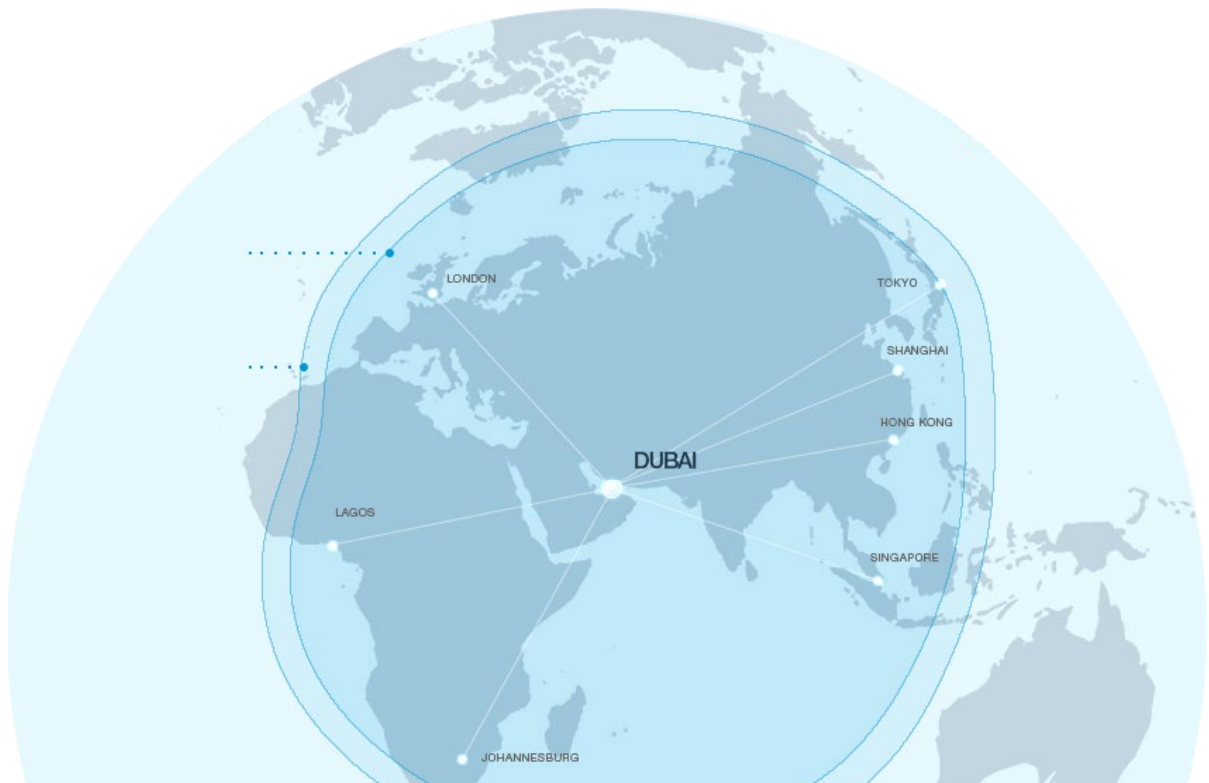 LONDON
TOKYO
SHANGHAI
HONG KONG
DUBAI
LAGOS
SINGAPORE
JOHANNESBURG